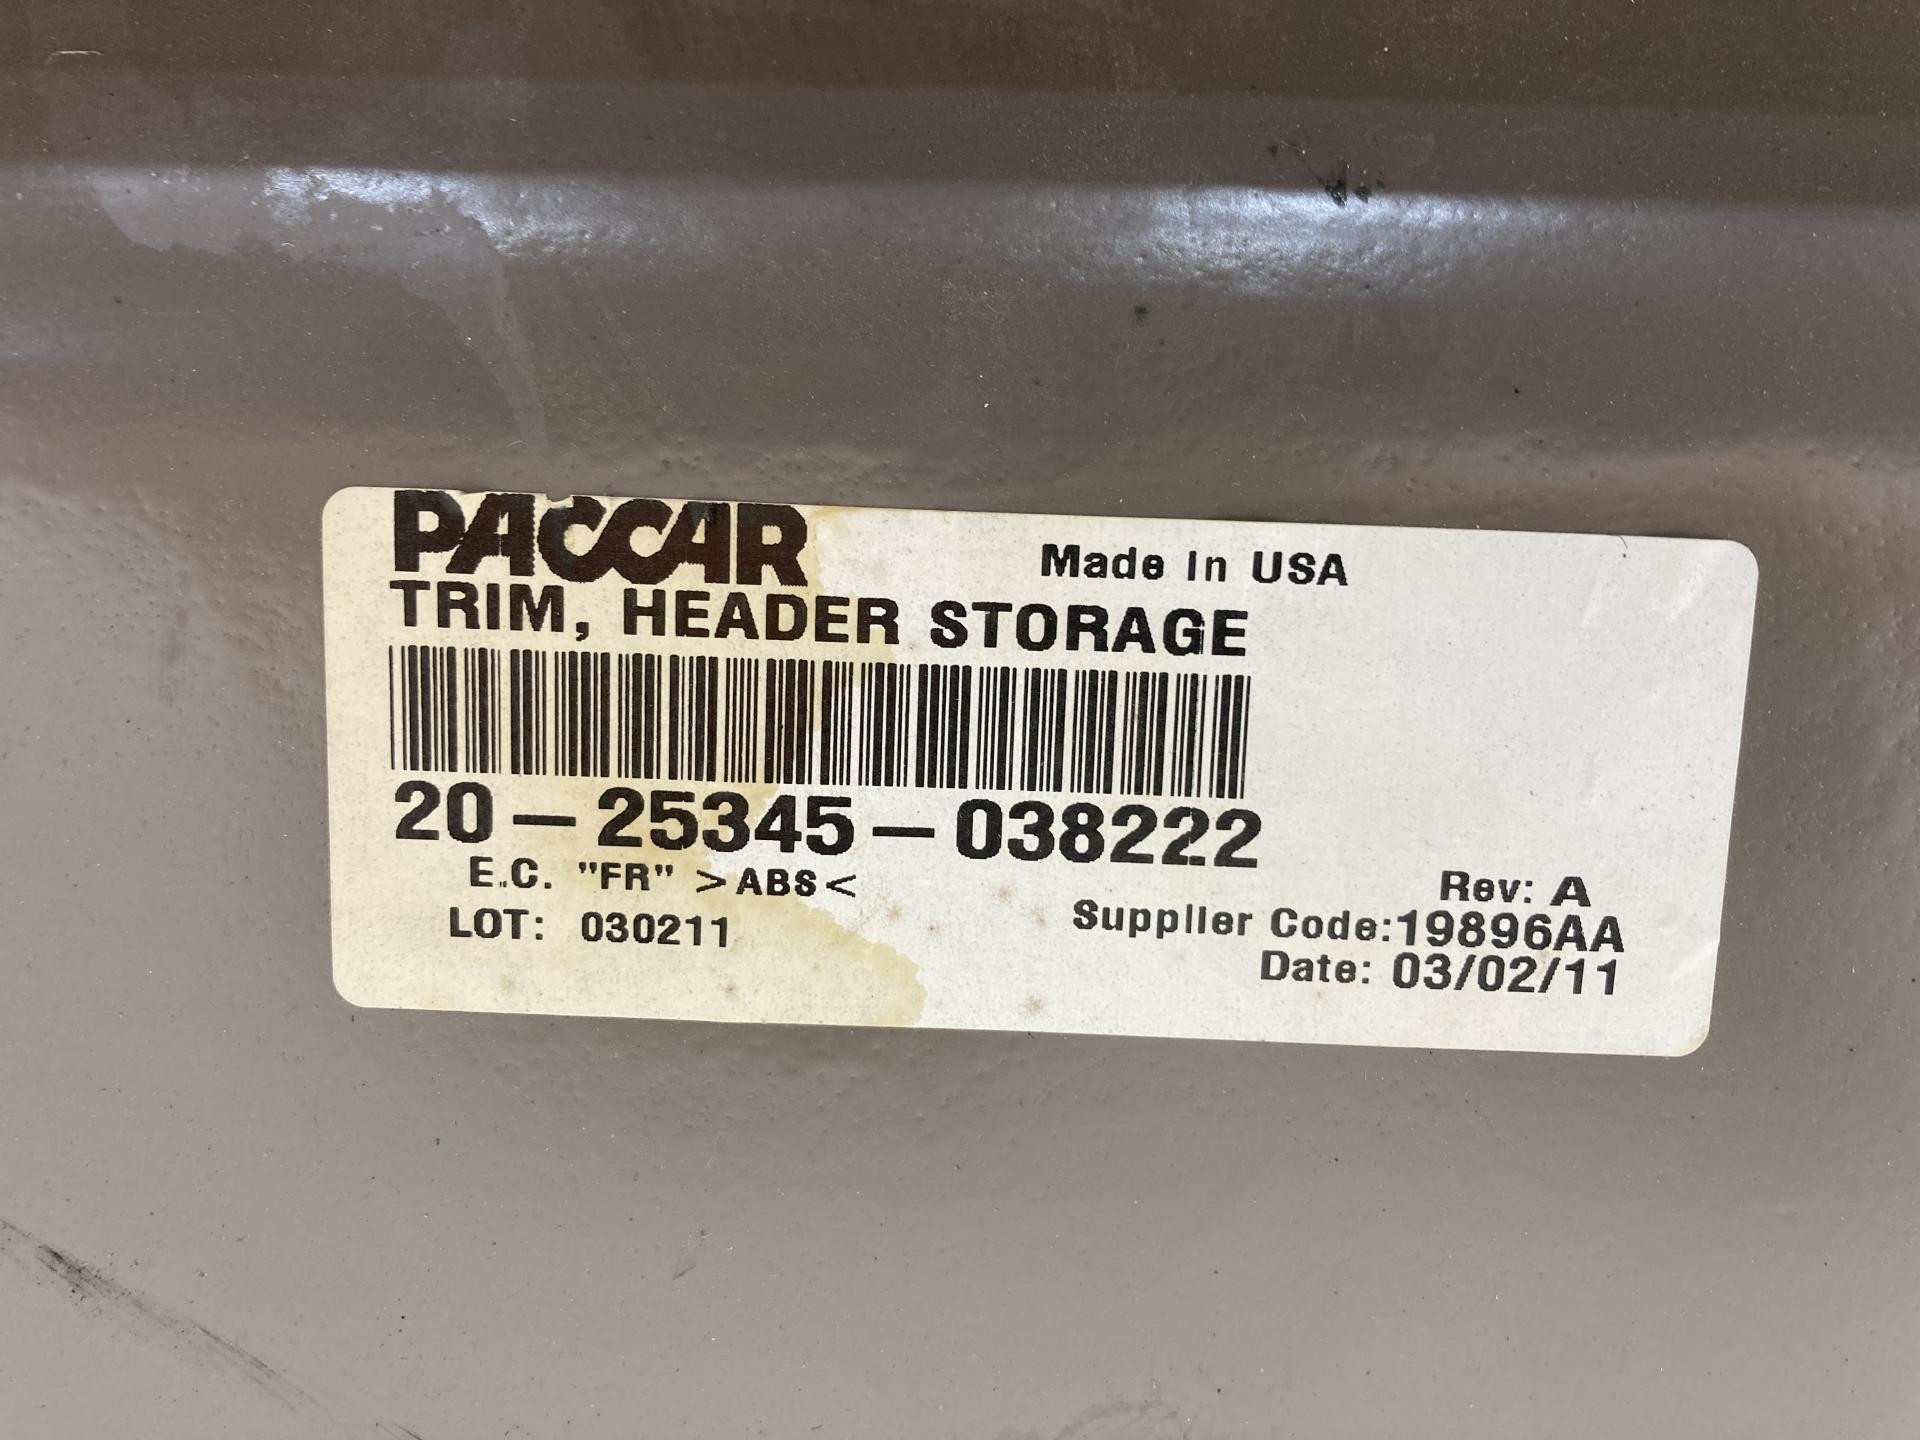 PACCAR
Made In USA
TRIM, HEADER STORAGE
20-25345-038222
E.C. "FR" >ABS<
LOT: 030211
Rev: A
Supplier Code:19896AA
Date: 03/02/11